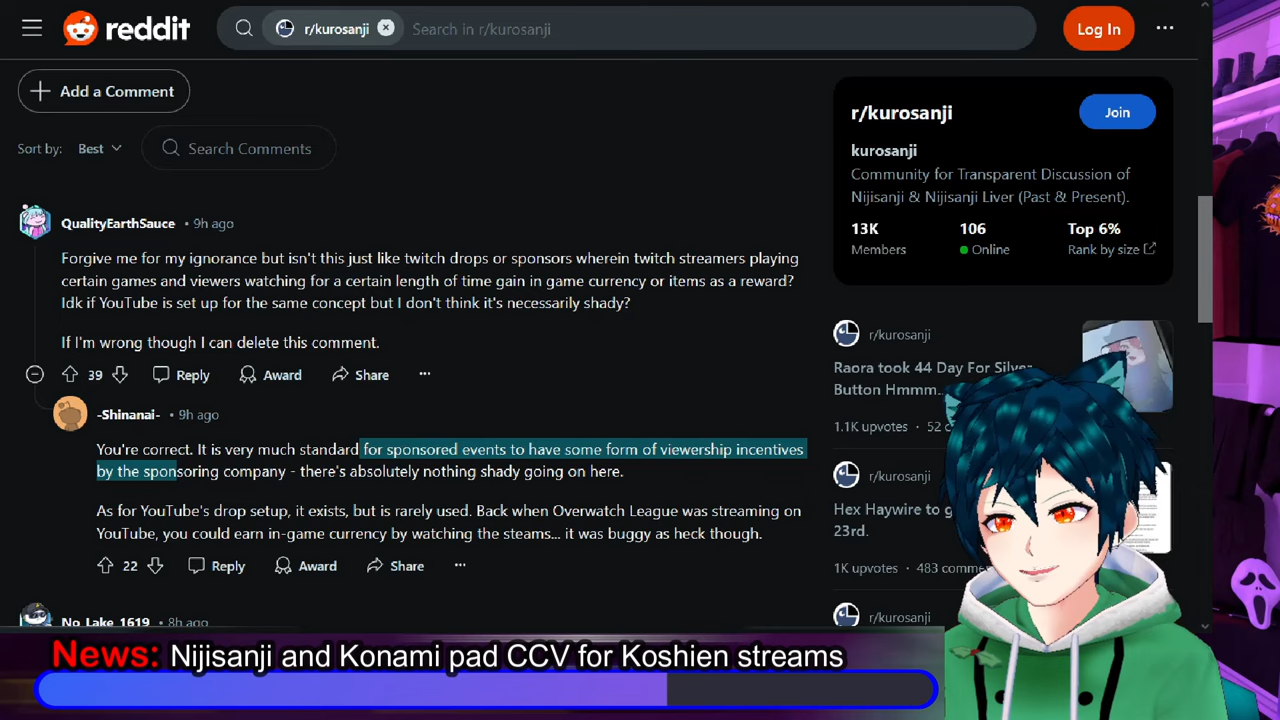 reddit
r/kurosanji
Search in r/kurosanji
Log In
Add a Comment
Sort by: Best
Search Comments
QualityEarthSauce • 9h ago
Forgive me for my ignorance but isn't this just like twitch drops or sponsors wherein twitch streamers playing
certain games and viewers watching for a certain length of time gain in game currency or items as a reward?
Idk if YouTube is set up for the same concept but I don't think it's necessarily shady?
If I'm wrong though I can delete this comment.
39 Reply Award Share
-Shinanai- • 9h ago
You're correct. It is very much standard for sponsored events to have some form of viewership incentives
by the sponsoring company - there's absolutely nothing shady going on here.
As for YouTube's drop setup, it exists, but is rarely used. Back when Overwatch League was streaming on
YouTube, you could earn in-game currency by watching the steams... it was buggy as heck though.
22 Reply Award Share
No_Lake_1619 • 8h ago
r/kurosanji
Join
kurosanji
Community for Transparent Discussion of
Nijisanji & Nijisanji Liver (Past & Present).
13K 106 Top 6%
Members Online Rank by size
r/kurosanji
Raora took 44 Day For Silver
Button Hmmm..
1.1K upvotes • 52
r/kurosanji
Hex Haywire to
23rd.
1K upvotes • 483
r/kurosanji
News: Nijisanji and Konami pad CCV for Koshien streams